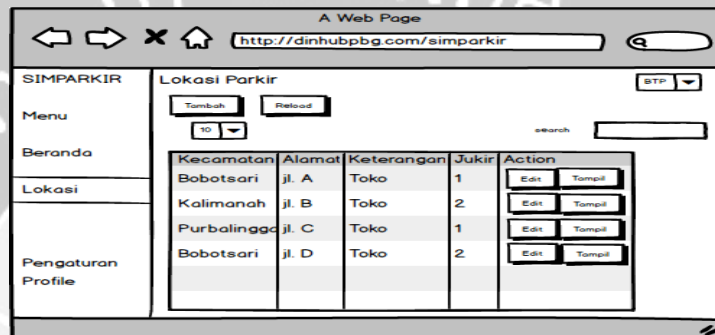 A Web Page
http://dinhubpbg.com/simparkir
SIMPARKIR
Menu
Beranda
Lokasi
Pengaturan
Profile
Lokasi Parkir
BTP
Tambah Reload
10
search
Kecamatan Alamat Keterangan Jukir Action
Bobotsari jl. A Toko 1 Edit Tampil
Kalimanah jl. B Toko 2 Edit Tampil
Purbalingga jl. C Toko 1 Edit Tampil
Bobotsari jl. D Toko 2 Edit Tampil